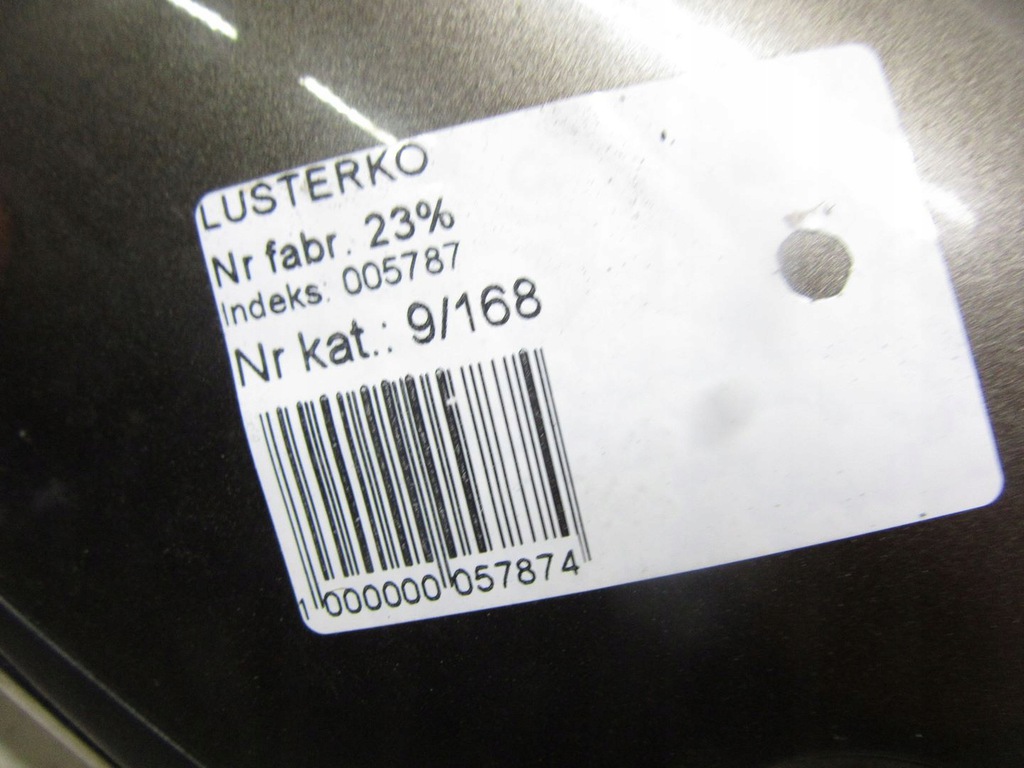 LUSTERKO
Nr fabr. 23%
Indeks: 005787
Nr kat.: 9/168
1 000000 057874